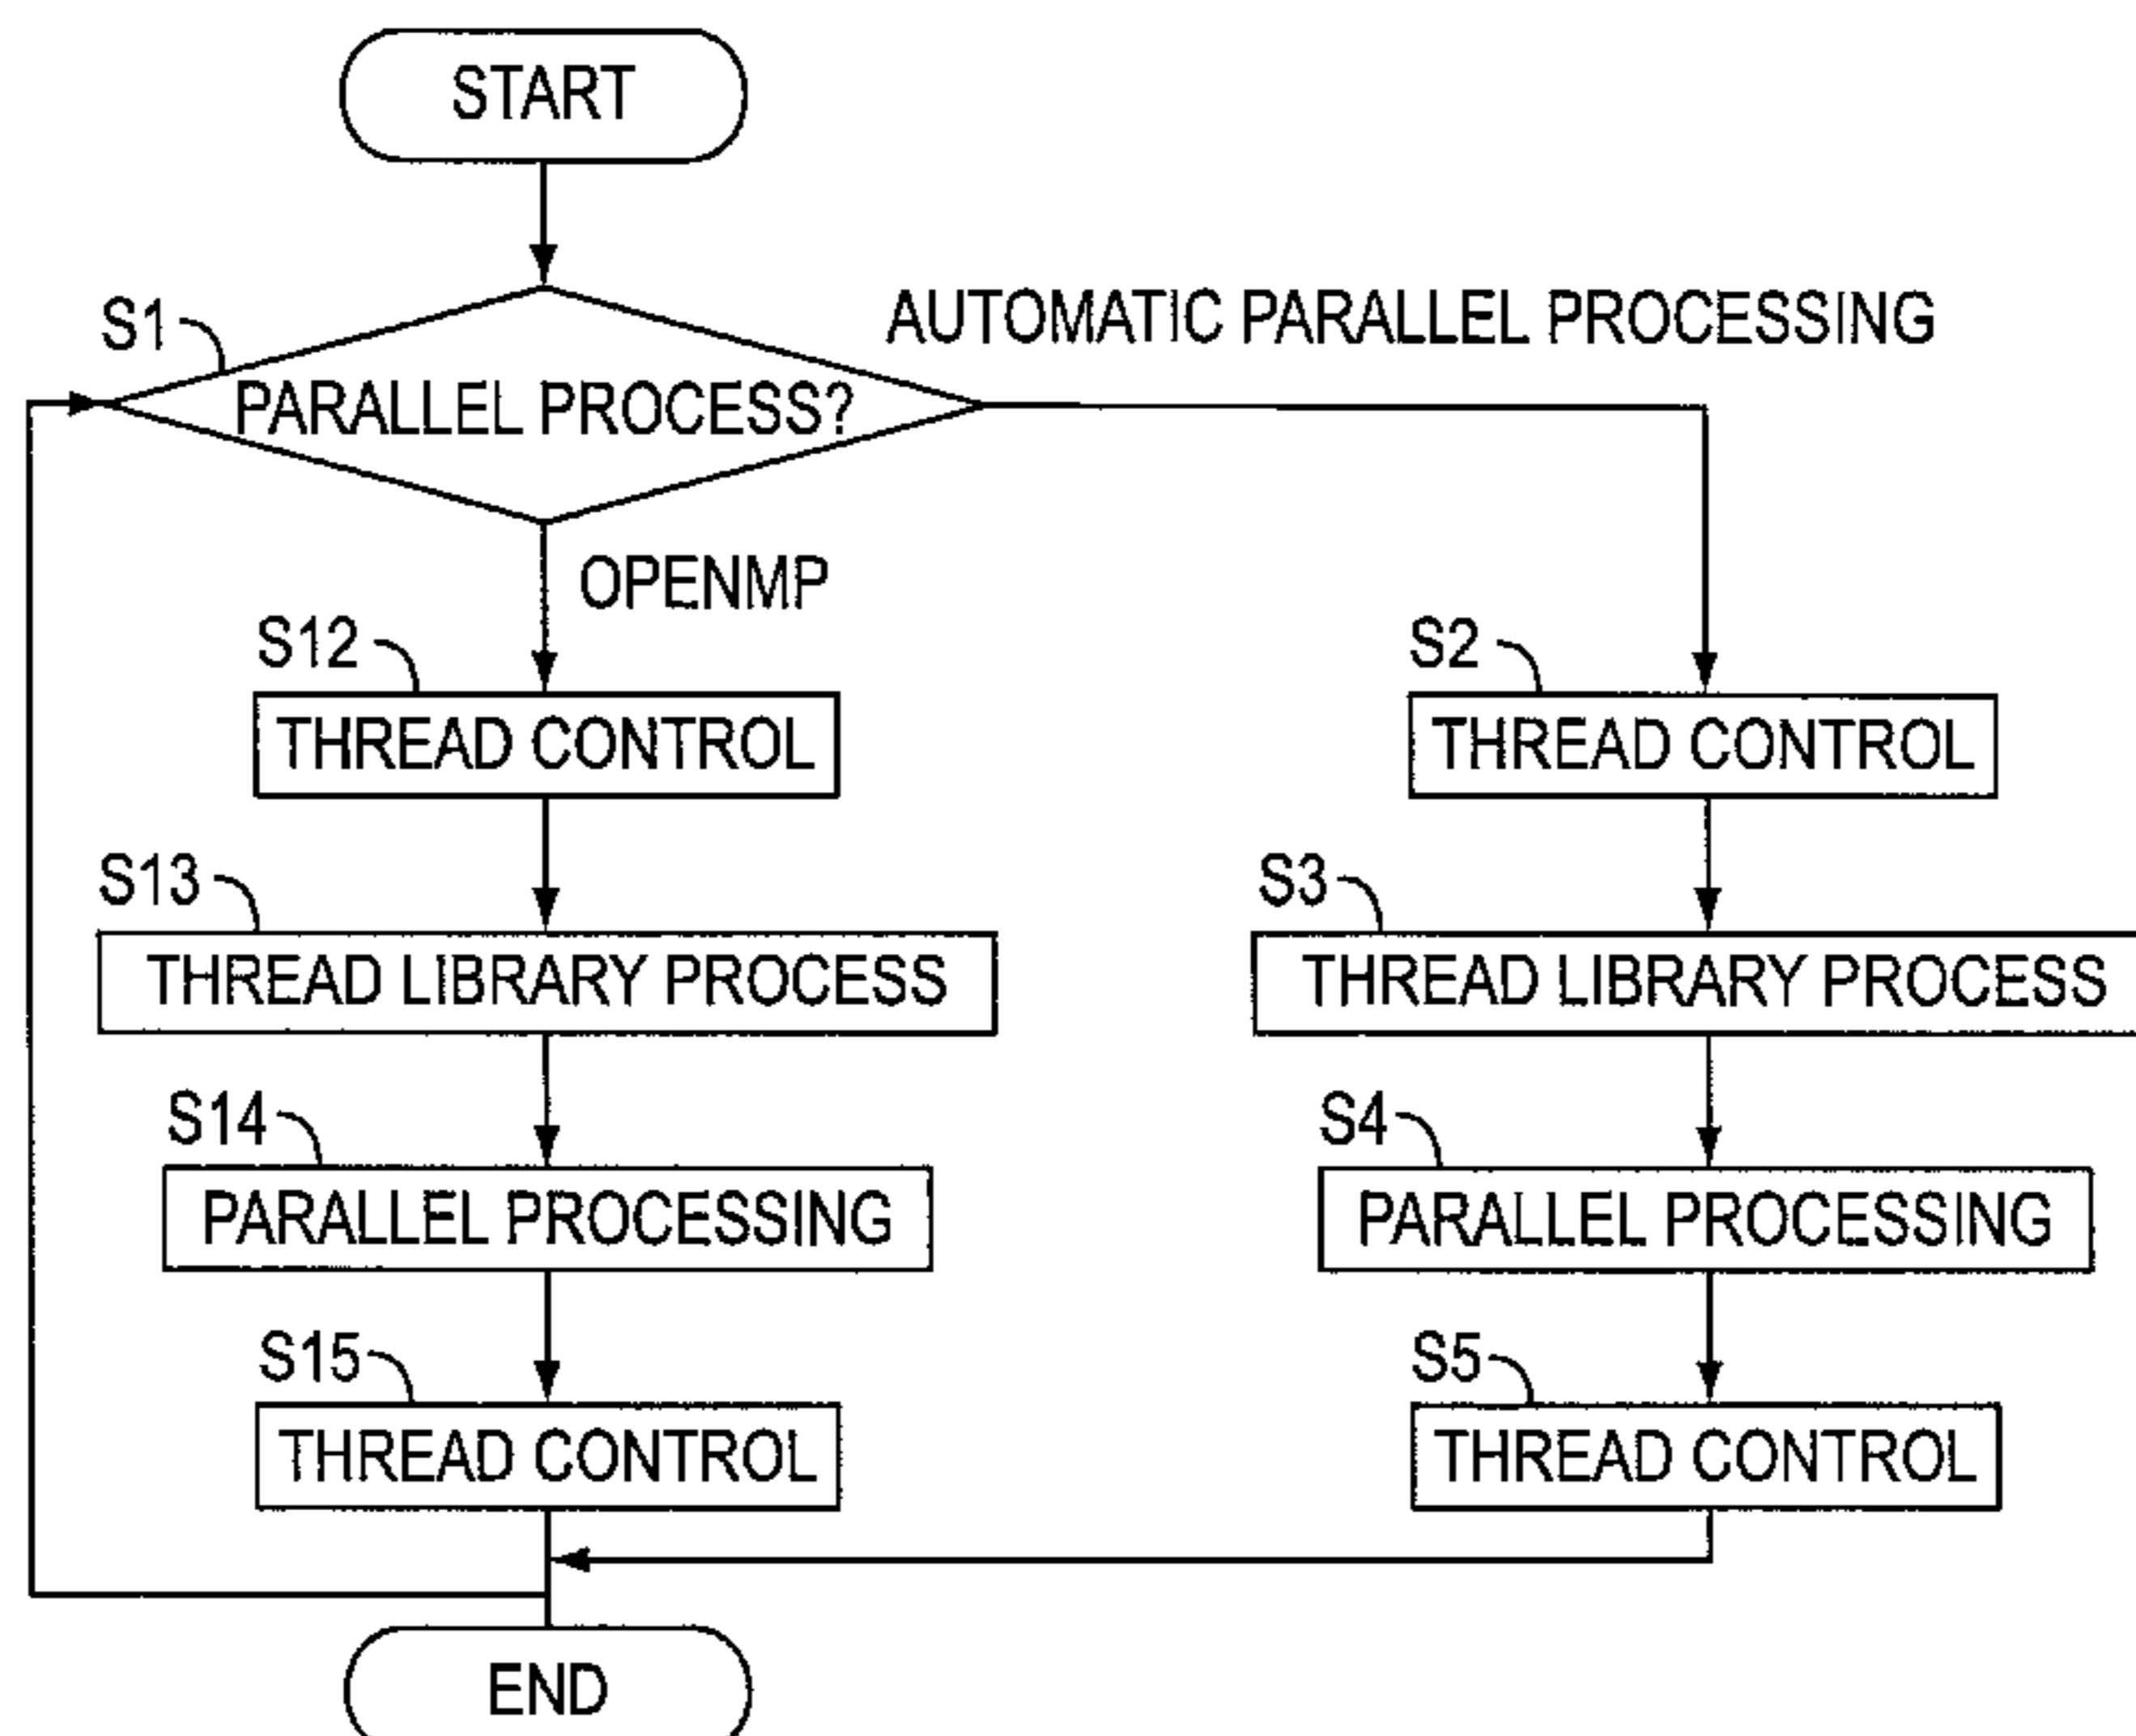 START
S1
PARALLEL PROCESS?
AUTOMATIC PARALLEL PROCESSING
OPENMP
S12
THREAD CONTROL
S13
THREAD LIBRARY PROCESS
S14
PARALLEL PROCESSING
S15
THREAD CONTROL
S2
THREAD CONTROL
S3
THREAD LIBRARY PROCESS
S4
PARALLEL PROCESSING
S5
THREAD CONTROL
END